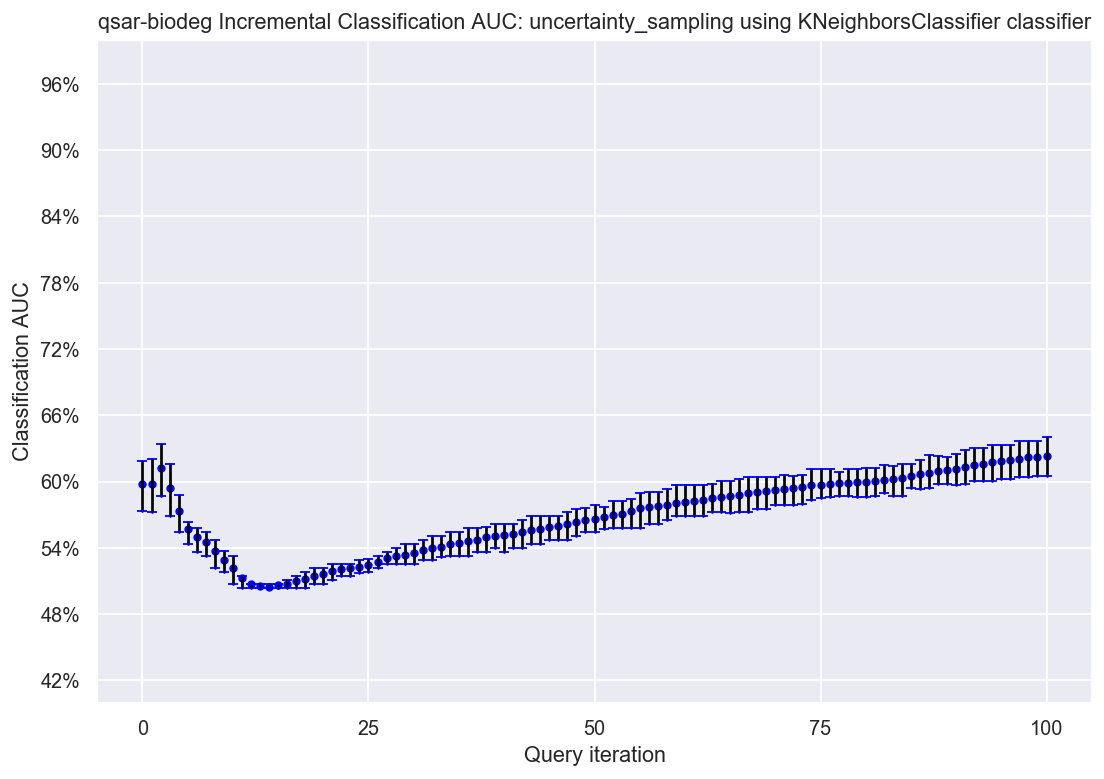 qsar-biodeg Incremental Classification AUC: uncertainty_sampling using KNeighborsClassifier classifier
96%
90%
84%
78%
72%
66%
60%
54%
48%
42%
Classification AUC
0 25 50 75 100
Query iteration